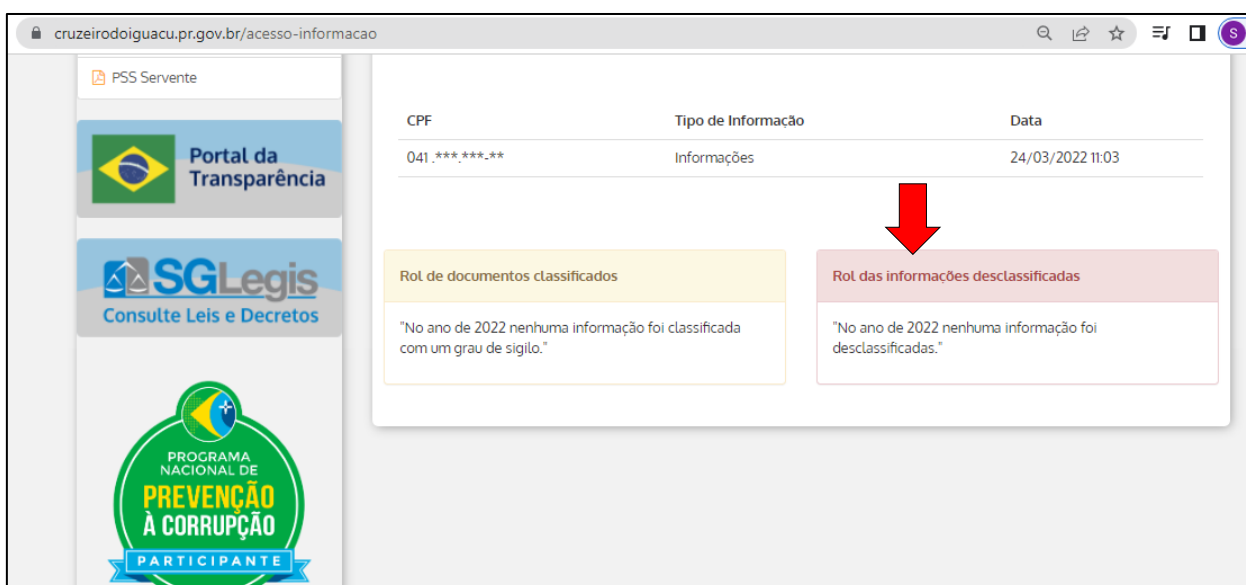 cruzeirodoiguacu.pr.gov.br/acesso-informacao
S
PSS Servente
Portal da
Transparência
SGLegis
Consulte Leis e Decretos
PROGRAMA
NACIONAL DE
PREVENÇÃO
À CORRUPÇÃO
PARTICIPANTE
CPF Tipo de Informação Data
041.***.***-** Informações 24/03/2022 11:03
Rol de documentos classificados
"No ano de 2022 nenhuma informação foi classificada
com um grau de sigilo."
Rol das informações desclassificadas
"No ano de 2022 nenhuma informação foi
desclassificadas."